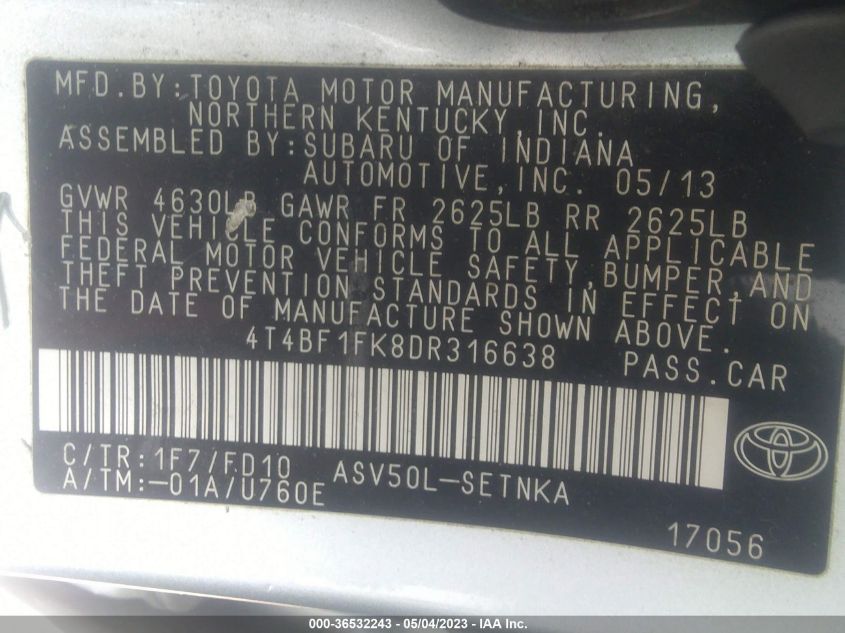 MFD.BY:TOYOTA MOTOR MANUFACTURING,
NORTHERN KENTUCKY,INC.
ASSEMBLED BY:SUBARU OF INDIANA
AUTOMOTIVE,INC. 05/13
GVWR 4630LB GAWR FR 2625LB RR 2625LB
THIS VEHICLE CONFORMS TO ALL APPLICABLE
FEDERAL MOTOR VEHICLE SAFETY,BUMPER,AND
THEFT PREVENTION STANDARDS IN EFFECT ON
THE DATE OF MANUFACTURE SHOWN ABOVE.
4T4BF1FK8DR316638 PASS.CAR
C/TR:1F7/FD10 ASV50L-SETNKA
A/TM:-01A/U760E
17056
000-36532243 - 05/04/2023 - IAA Inc.